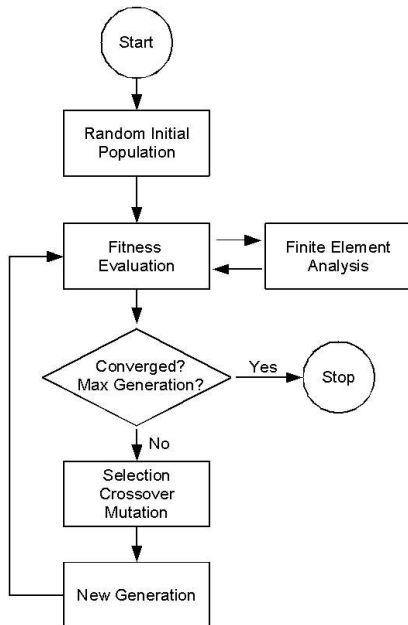 Start
Random Initial
Population
Fitness
Evaluation
Finite Element
Analysis
Converged?
Max Generation?
Yes
Stop
No
Selection
Crossover
Mutation
New Generation